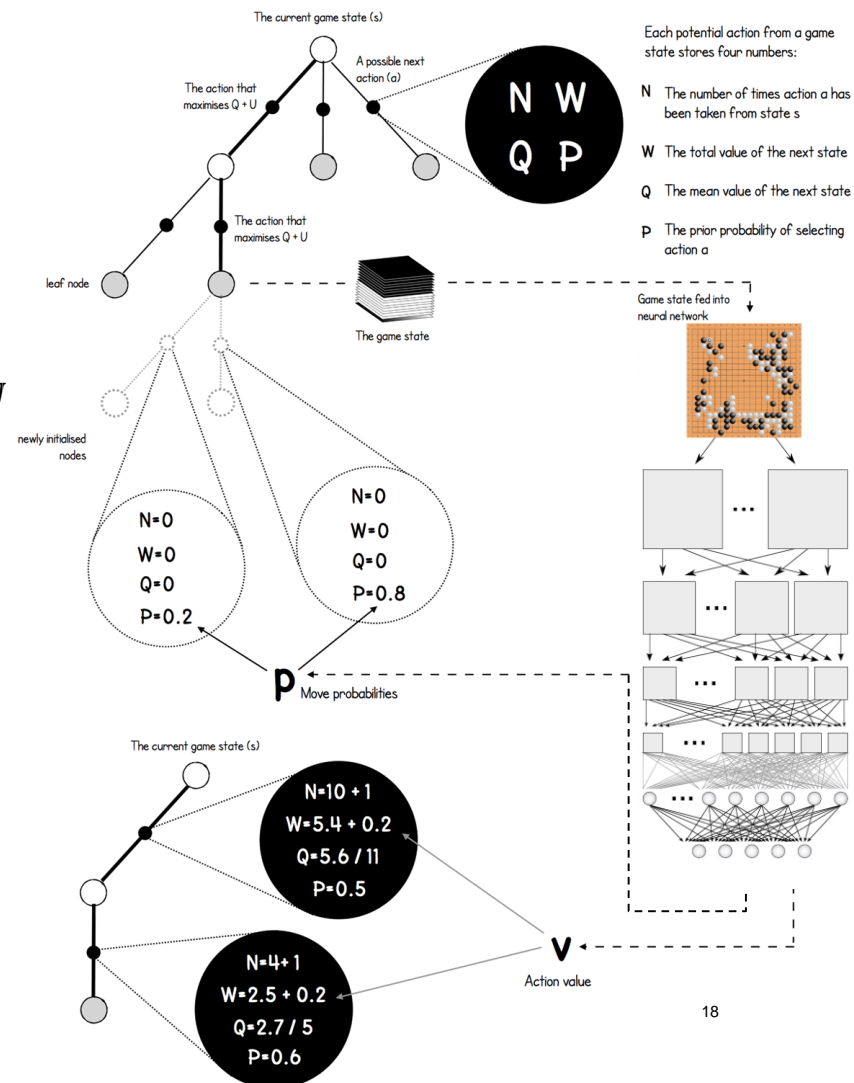 The current game state (s)
A possible next
action (a)
The action that
maximises Q + U
N W
Q P
Each potential action from a game
state stores four numbers:
N The number of times action a has
been taken from state s
W The total value of the next state
Q The mean value of the next state
P The prior probability of selecting
action a
The action that
maximises Q + U
leaf node
The game state
Game state fed into
neural network
newly initialised
nodes
N=0
W=0
Q=0
P=0.2
N=0
W=0
Q=0
P=0.8
p Move probabilities
The current game state (s)
N=10 + 1
W=5.4 + 0.2
Q=5.6 / 11
P=0.5
N=4+ 1
W=2.5 + 0.2
Q=2.7 / 5
P=0.6
v
Action value
18